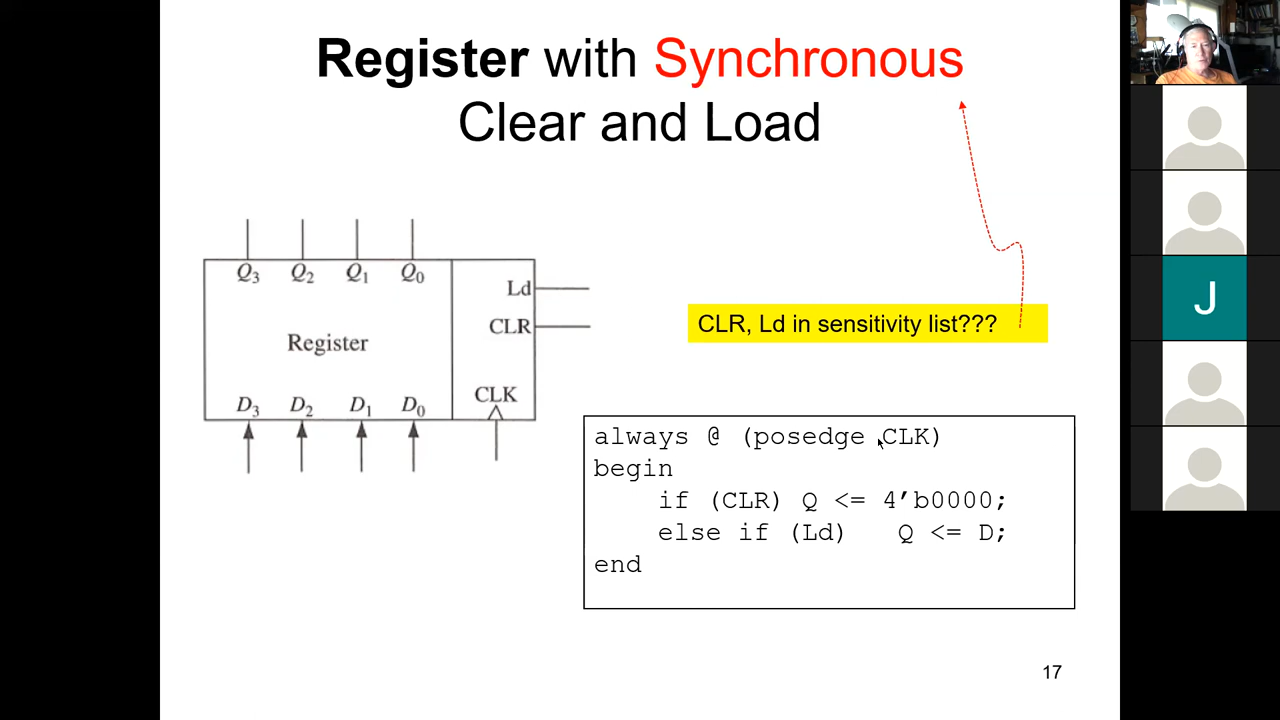 Register with Synchronous
Clear and Load
Q3 Q2 Q1 Q0
Ld
CLR
Register
CLK
D3 D2 D1 D0
CLR, Ld in sensitivity list???
always @ (posedge CLK)
begin
if (CLR) Q <= 4’b0000;
else if (Ld) Q <= D;
end
17
J